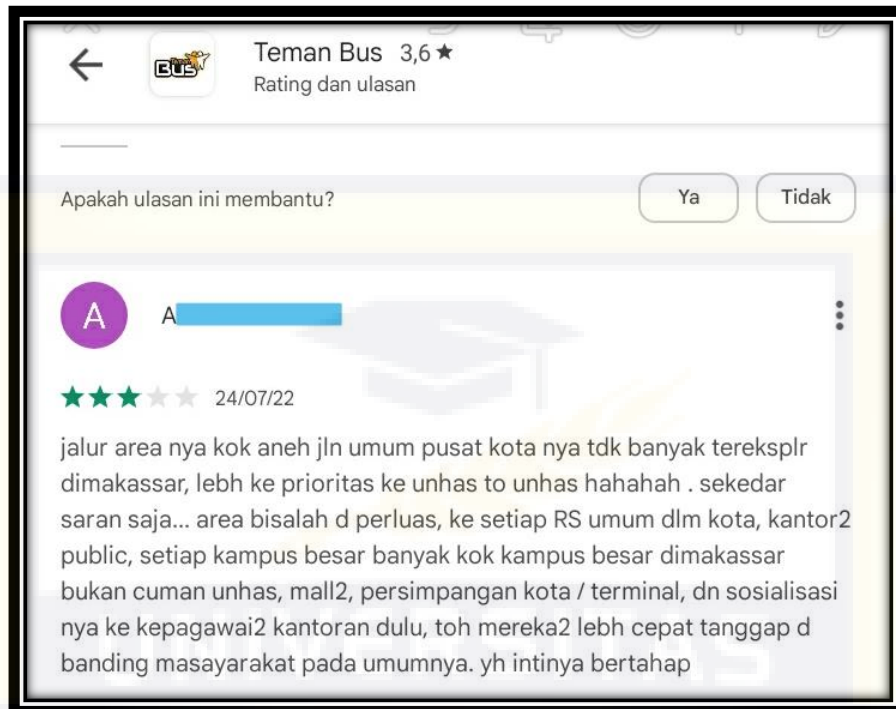 Teman Bus 3,6★
Bus
Rating dan ulasan
Apakah ulasan ini membantu?
Ya
Tidak
A
A
24/07/22
jalur area nya kok aneh jln umum pusat kota nya tdk banyak tereksplr
dimakassar, lebh ke prioritas ke unhas to unhas hahahah . sekedar
saran saja... area bisalah d perluas, ke setiap RS umum dlm kota, kantor2
public, setiap kampus besar banyak kok kampus besar dimakassar
bukan cuman unhas, mall2, persimpangan kota / terminal, dn sosialisasi
nya ke kepagawai2 kantoran dulu, toh mereka2 lebh cepat tanggap d
banding masayarakat pada umumnya. yh intinya bertahap
UNIVERSITAS